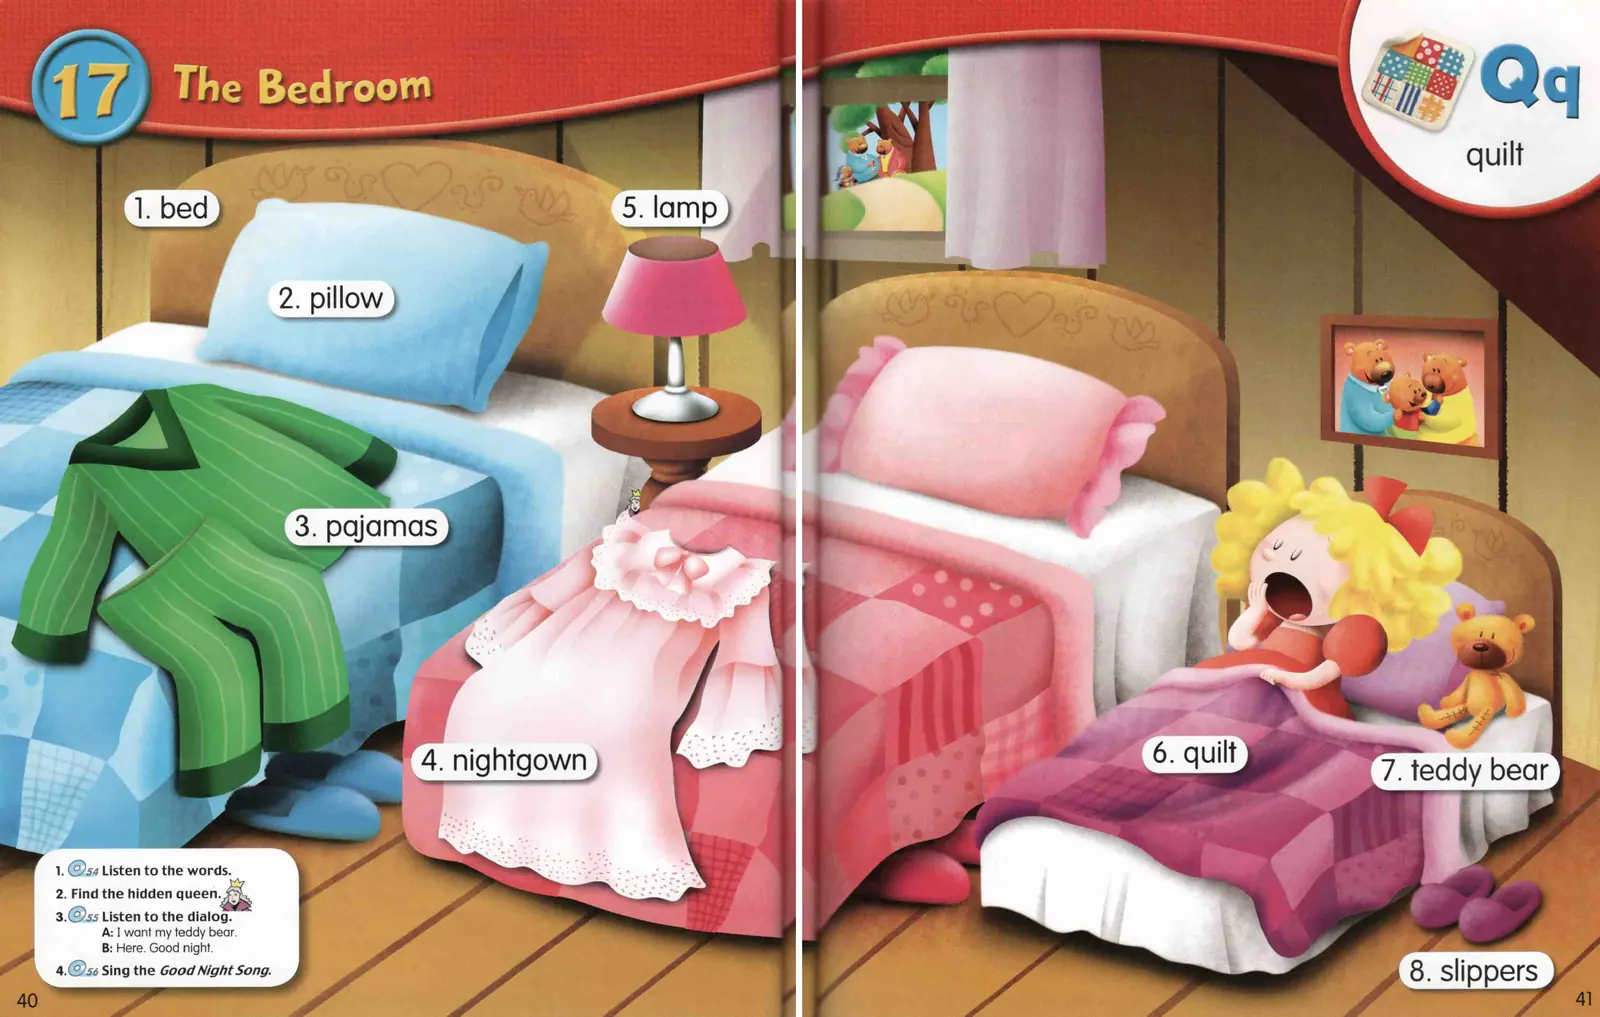 17 The Bedroom
Qq
quilt
1. bed
2. pillow
3. pajamas
4. nightgown
5. lamp
6. quilt
7. teddy bear
8. slippers
1. 54 Listen to the words.
2. Find the hidden queen.
3. 55 Listen to the dialog.
A: I want my teddy bear.
B: Here. Good night.
4. 56 Sing the Good Night Song.
40
41